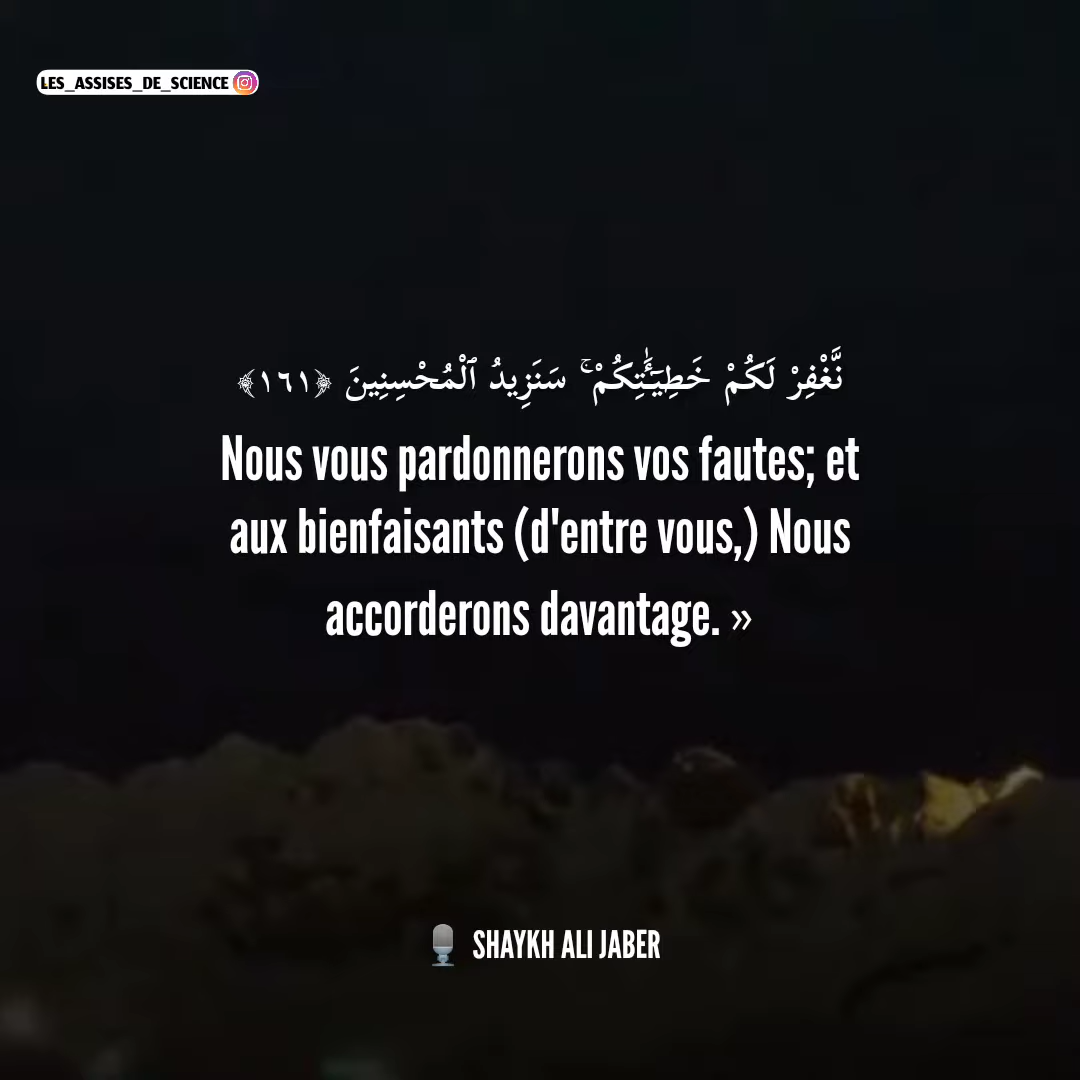 LES_ASSISES_DE_SCIENCE
نَّغْفِرْ لَكُمْ خَطِيٓـَٰٔتِكُمْ ۚ سَنَزِيدُ ٱلْمُحْسِنِينَ ﴿١٦١﴾
Nous vous pardonnerons vos fautes; et
aux bienfaisants (d'entre vous,) Nous
accorderons davantage. »
SHAYKH ALI JABER